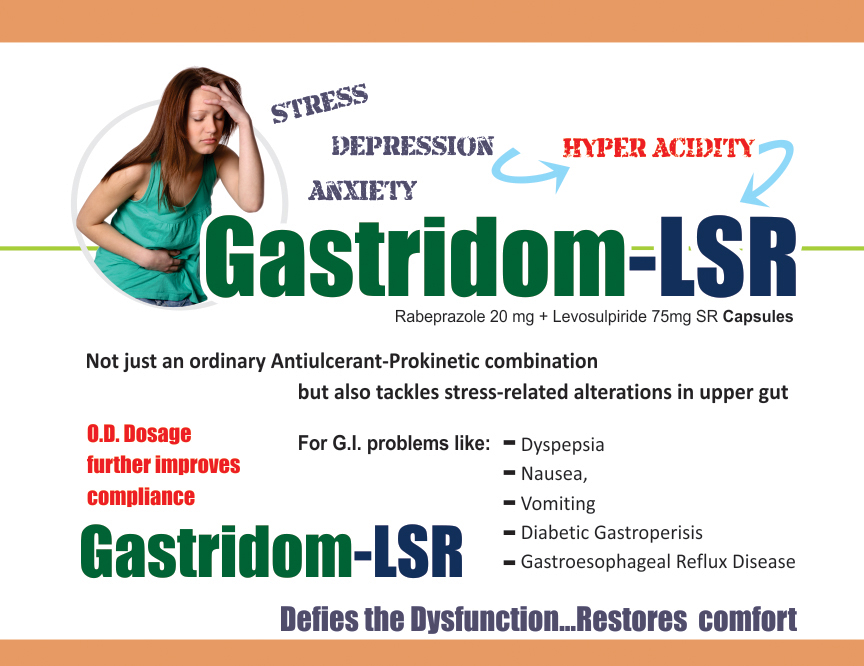 STRESS
DEPRESSION
HYPER ACIDITY
ANXIETY
Gastridom-LSR
Rabeprazole 20 mg + Levosulpiride 75mg SR Capsules
Not just an ordinary Antiulcerant-Prokinetic combination
but also tackles stress-related alterations in upper gut
O.D. Dosage
further improves
compliance
For G.I. problems like:
- Dyspepsia
- Nausea,
- Vomiting
- Diabetic Gastroperisis
- Gastroesophageal Reflux Disease
Gastridom-LSR
Defies the Dysfunction...Restores comfort